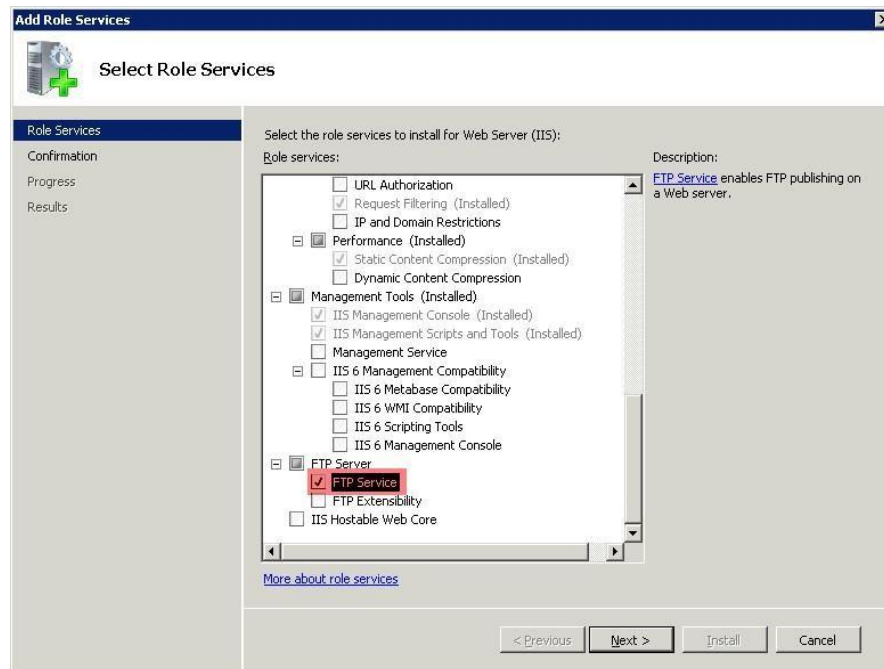 Add Role Services
Select Role Services
Role Services
Confirmation
Progress
Results
Select the role services to install for Web Server (IIS):
Role services:
URL Authorization
Request Filtering (Installed)
IP and Domain Restrictions
Performance (Installed)
Static Content Compression (Installed)
Dynamic Content Compression
Management Tools (Installed)
IIS Management Console (Installed)
IIS Management Scripts and Tools (Installed)
Management Service
IIS 6 Management Compatibility
IIS 6 Metabase Compatibility
IIS 6 WMI Compatibility
IIS 6 Scripting Tools
IIS 6 Management Console
FTP Server
FTP Service
FTP Extensibility
IIS Hostable Web Core
More about role services
Description:
FTP Service enables FTP publishing on
a Web server.
< Previous
Next >
Install
Cancel